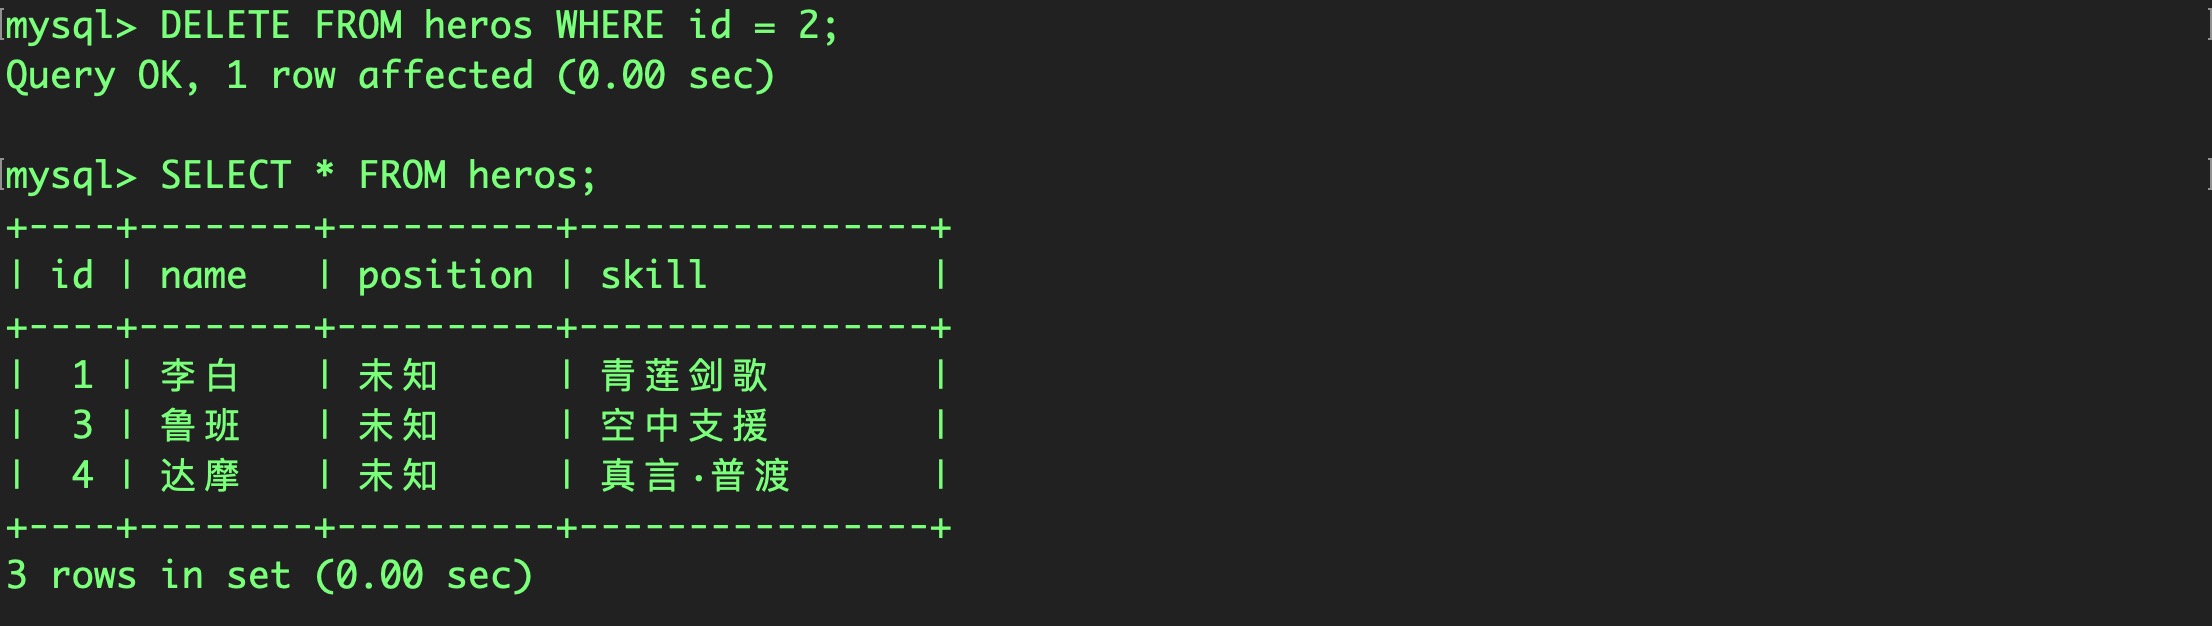 mysql> DELETE FROM heros WHERE id = 2;
Query OK, 1 row affected (0.00 sec)
mysql> SELECT * FROM heros;
+----+--------+----------+----------------+
| id | name   | position | skill          |
+----+--------+----------+----------------+
|  1 | 李白   | 未知     | 青莲剑歌       |
|  3 | 鲁班   | 未知     | 空中支援       |
|  4 | 达摩   | 未知     | 真言·普渡      |
+----+--------+----------+----------------+
3 rows in set (0.00 sec)